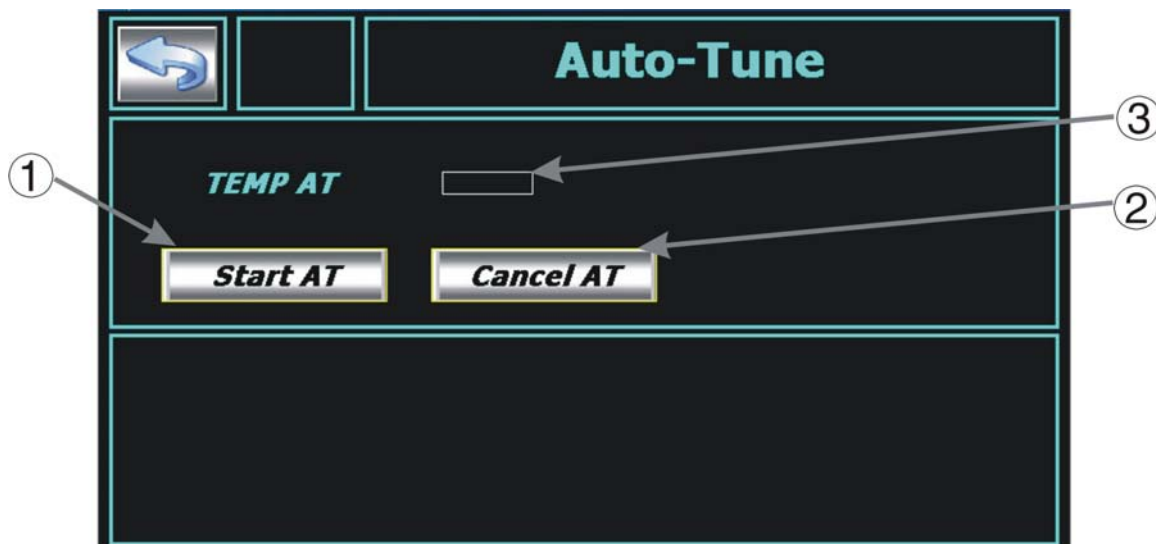 Auto-Tune
③
① TEMP AT
②
Start AT Cancel AT